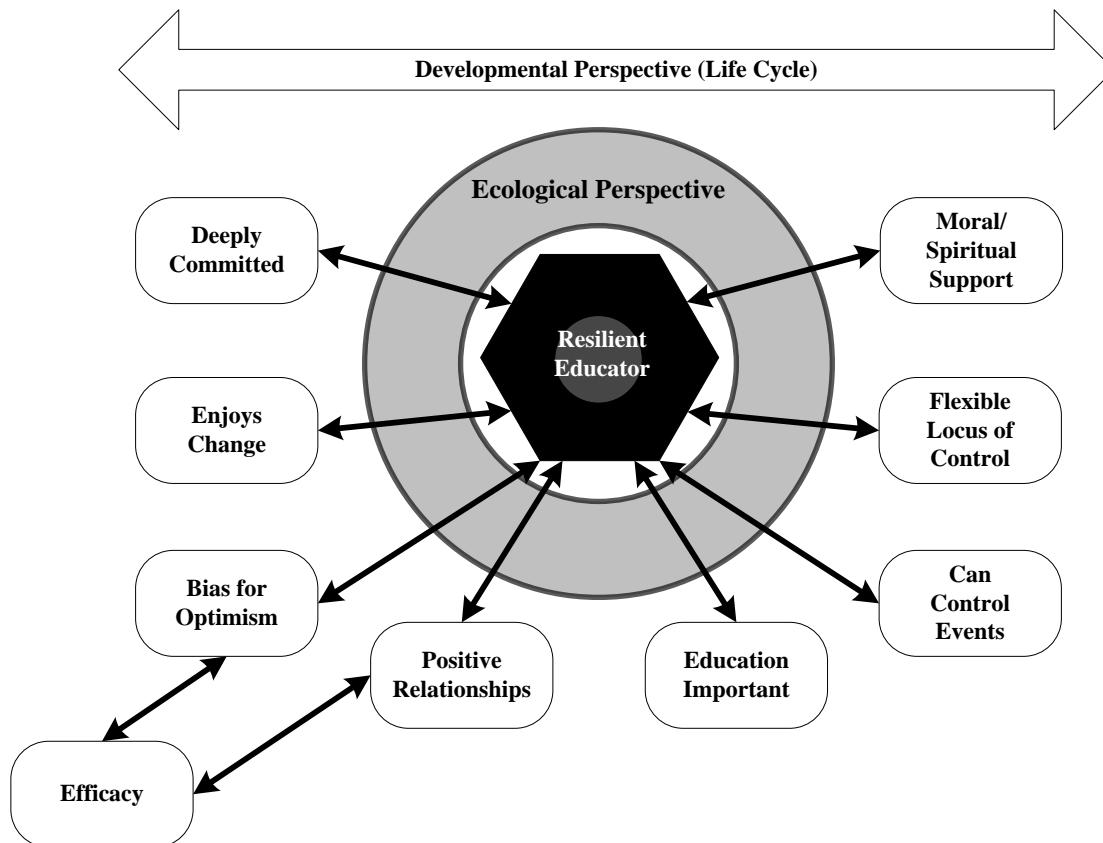 Developmental Perspective (Life Cycle)
Ecological Perspective
Deeply
Committed
Moral/
Spiritual
Support
Resilient
Educator
Enjoys
Change
Flexible
Locus of
Control
Bias for
Optimism
Can
Control
Events
Positive
Relationships
Education
Important
Efficacy